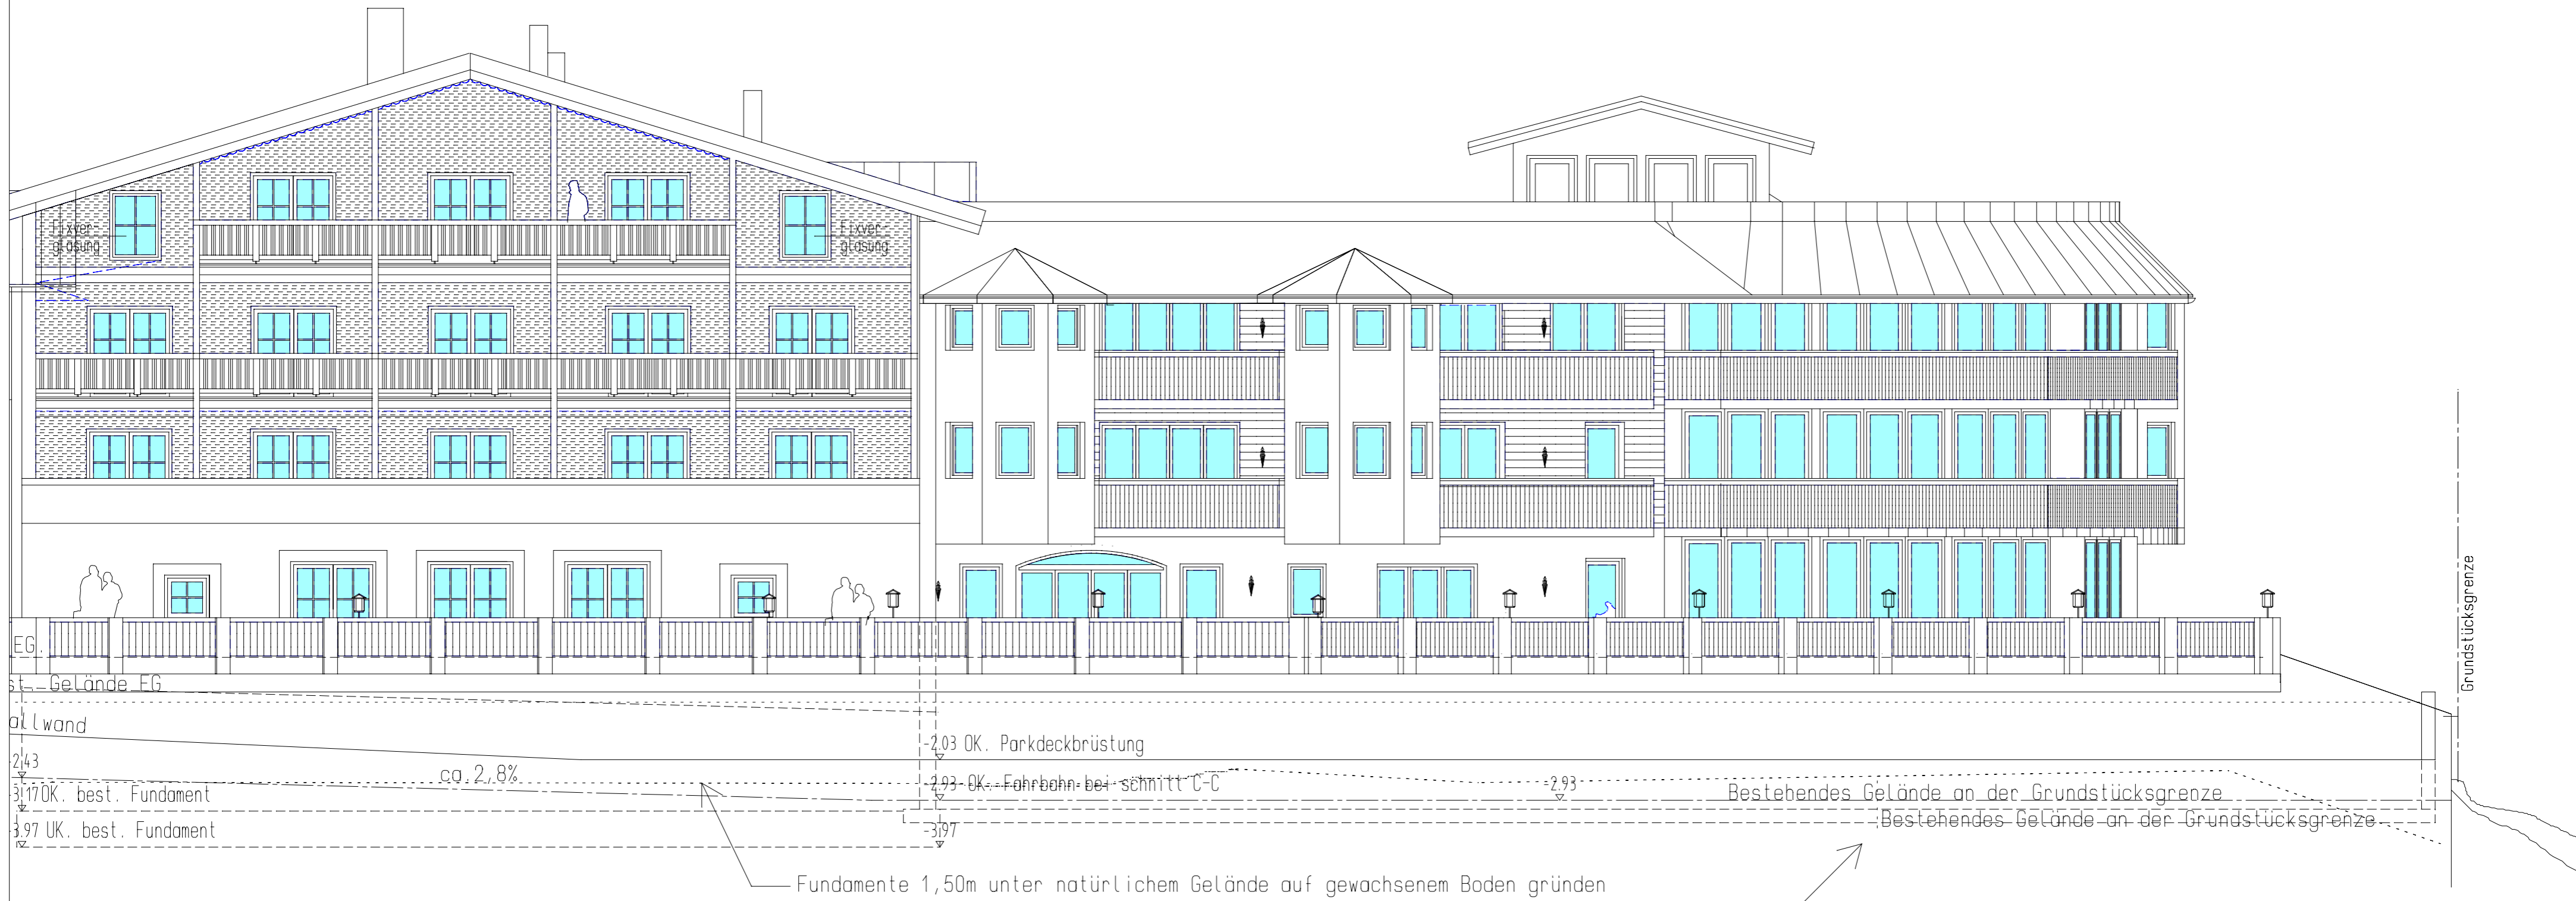 Fixver-
glasung
Fixver-
glasung
Grundstücksgrenze
EG.
st. Gelände EG
allwand
-2.03 OK. Parkdeckbrüstung
-2.43
ca.2,8%
-2.93 OK. Fahrbahn bei schnitt C-C
-2.93
-3.17 OK. best. Fundament
Bestehendes Gelände an der Grundstücksgrenze
Bestehendes Gelände an der Grundstücksgrenze
-3.97 UK. best. Fundament
-3.97
Fundamente 1,50m unter natürlichem Gelände auf gewachsenem Boden gründen